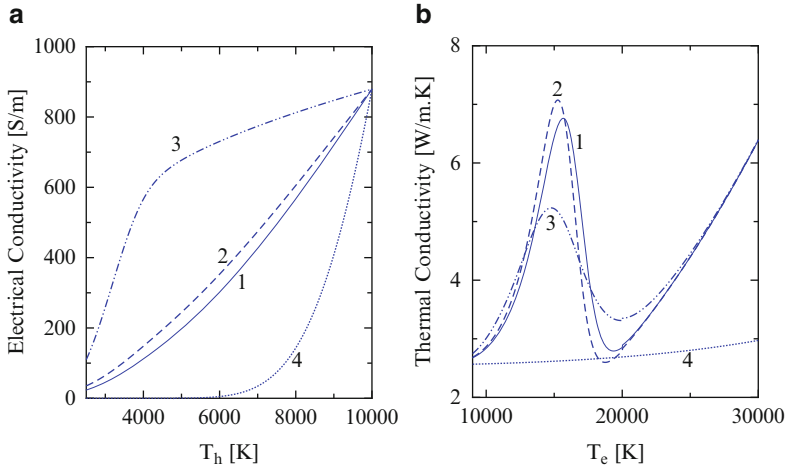 a
Electrical Conductivity [S/m]
1000
800
600
400
200
0
4000 6000 8000 10000
T_h [K]
3
2
1
4
b
Thermal Conductivity [W/m.K]
8
6
4
2
10000 20000 30000
T_e [K]
2
1
3
4